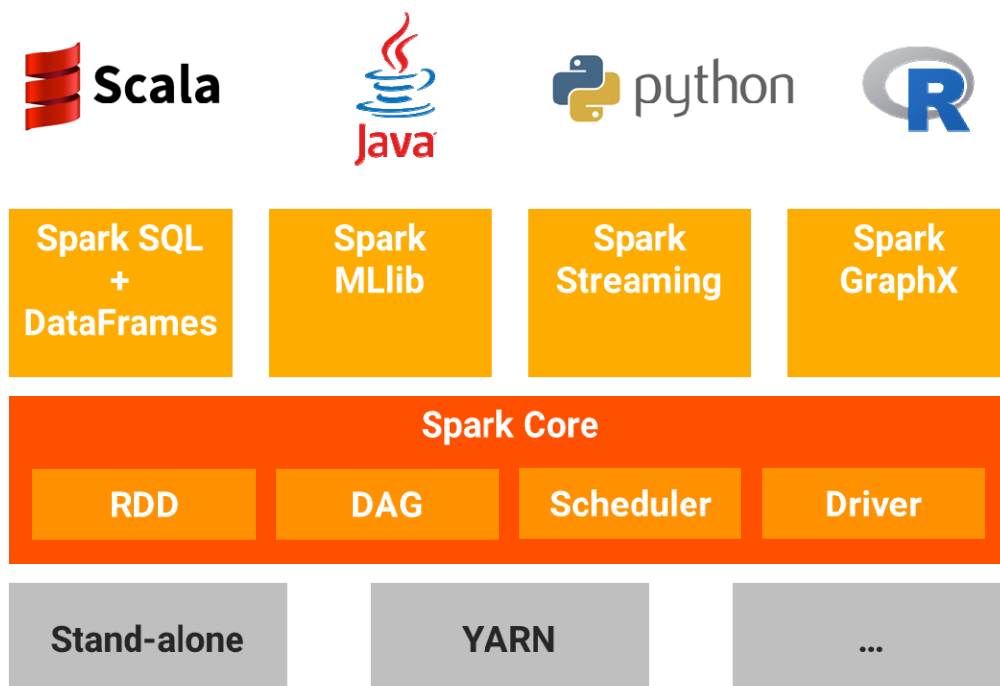 Scala
Java
python
R
Spark SQL
+
DataFrames
Spark
MLlib
Spark
Streaming
Spark
GraphX
Spark Core
RDD
DAG
Scheduler
Driver
Stand-alone
YARN
...